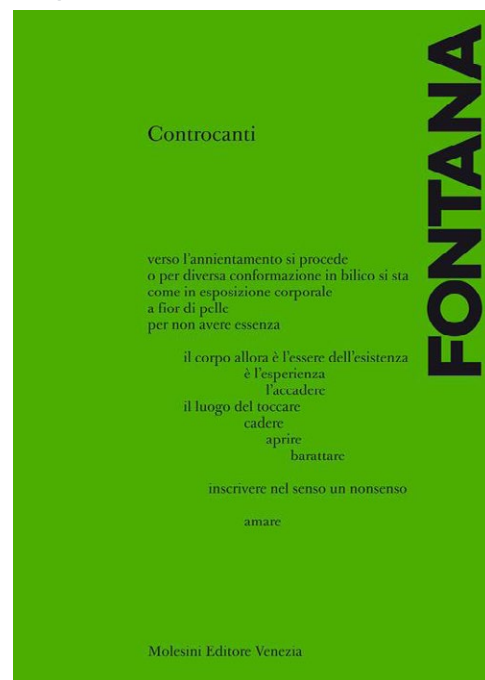 Controcanti
FONTANA
verso l'annientamento si procede
o per diversa conformazione in bilico si sta
come in esposizione corporale
a fior di pelle
per non avere essenza
il corpo allora è l'essere dell'esistenza
è l'esperienza
l'accadere
il luogo del toccare
cadere
aprire
barattare
inscrivere nel senso un nonsenso
amare
Molesini Editore Venezia